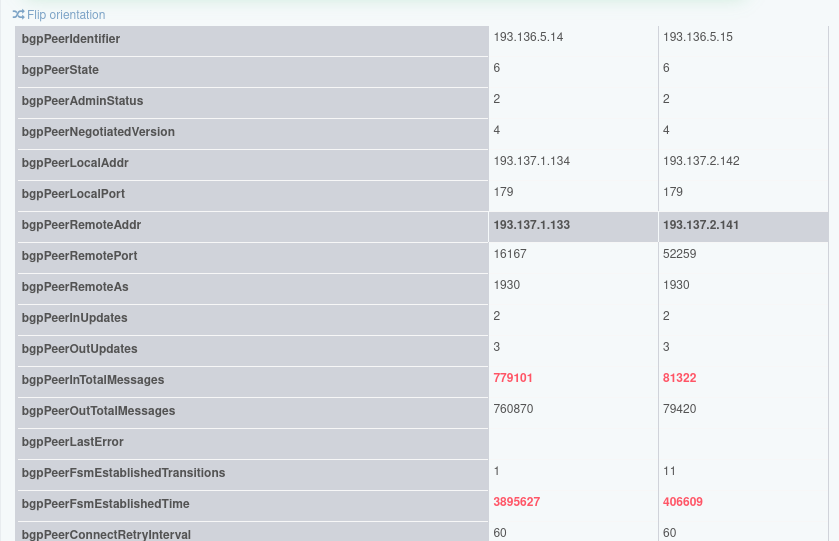 Flip orientation
bgpPeerIdentifier 193.136.5.14 193.136.5.15
bgpPeerState 6 6
bgpPeerAdminStatus 2 2
bgpPeerNegotiatedVersion 4 4
bgpPeerLocalAddr 193.137.1.134 193.137.2.142
bgpPeerLocalPort 179 179
bgpPeerRemoteAddr 193.137.1.133 193.137.2.141
bgpPeerRemotePort 16167 52259
bgpPeerRemoteAs 1930 1930
bgpPeerInUpdates 2 2
bgpPeerOutUpdates 3 3
bgpPeerInTotalMessages 779101 81322
bgpPeerOutTotalMessages 760870 79420
bgpPeerLastError
bgpPeerFsmEstablishedTransitions 1 11
bgpPeerFsmEstablishedTime 3895627 406609
bgpPeerConnectRetryInterval 60 60